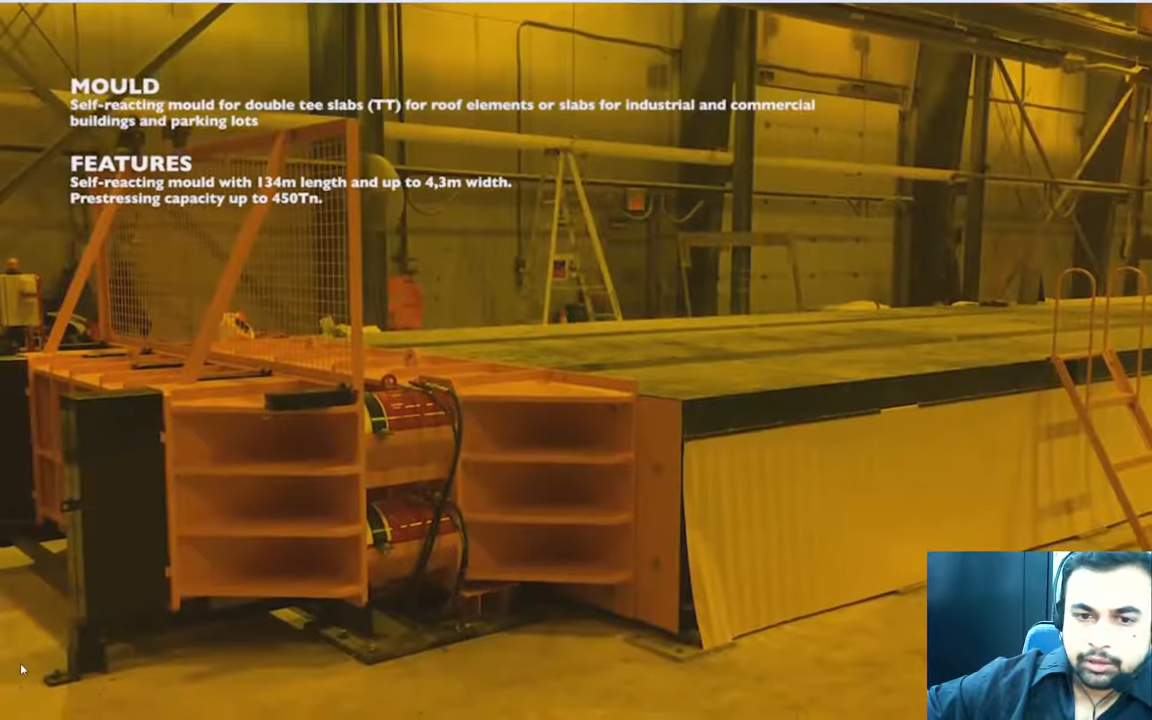 MOULD
Self-reacting mould for double tee slabs (TT) for roof elements or slabs for industrial and commercial
buildings and parking lots
FEATURES
Self-reacting mould with 134m length and up to 4,3m width.
Prestressing capacity up to 450Tn.